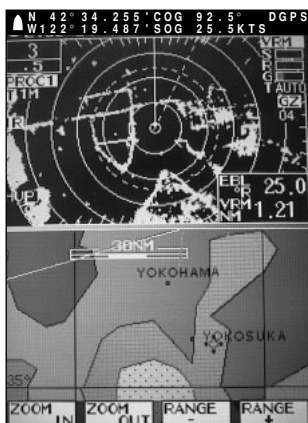 N 42° 34.255' COG 92.5° DGPS
W122° 19.487' SOG 25.5KTS
3
.5
PROC1
T1M
VRM
AUTO
GZ
04
UP
EBL 25.0
°R
VRM 1.21
NM
30NM
YOKOHAMA
YOKOSUKA
35°
ZOOM IN
ZOOM OUT
RANGE -
RANGE +